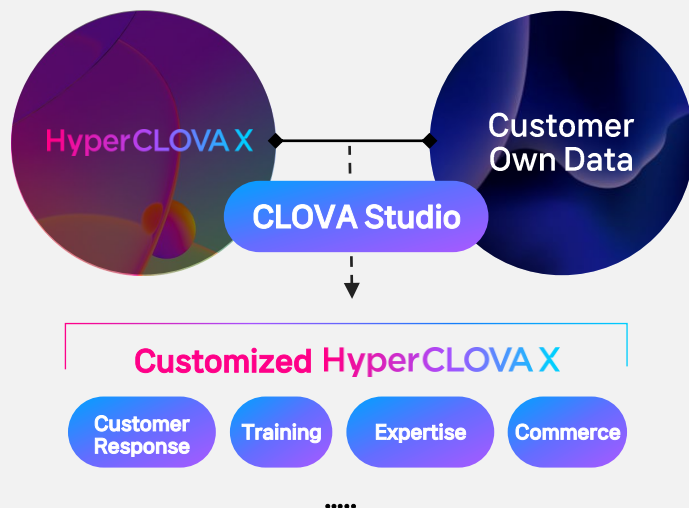 HyperCLOVA X
Customer
Own Data
CLOVA Studio
Customized HyperCLOVA X
Customer
Response
Training
Expertise
Commerce
.....